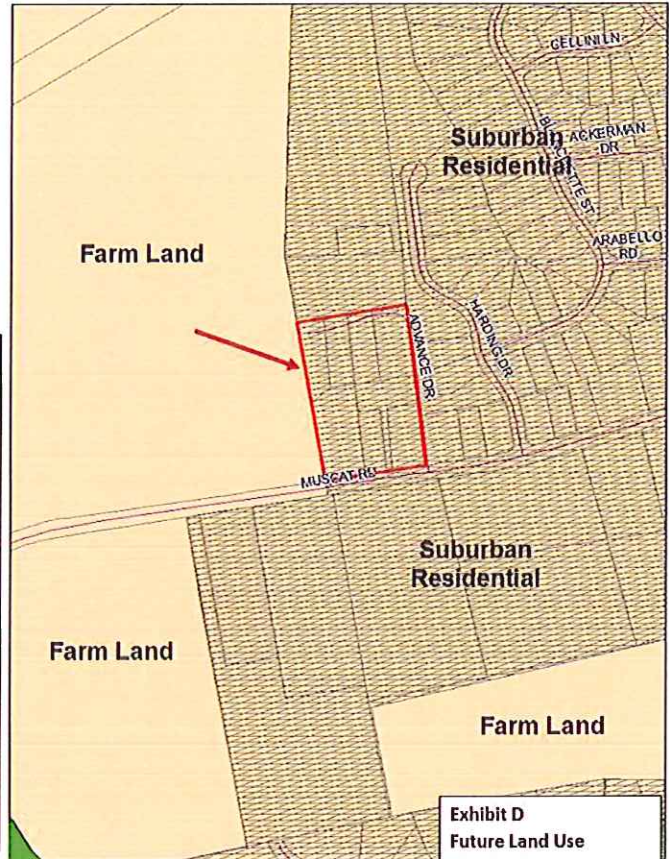 CELLINI LN
Suburban
Residential
ACKERMAN
DR
ARABELLO
RD
Farm Land
ADVANCE DR
HARDING DR
MUSCAT RD
Suburban
Residential
Farm Land
Farm Land
Exhibit D
Future Land Use